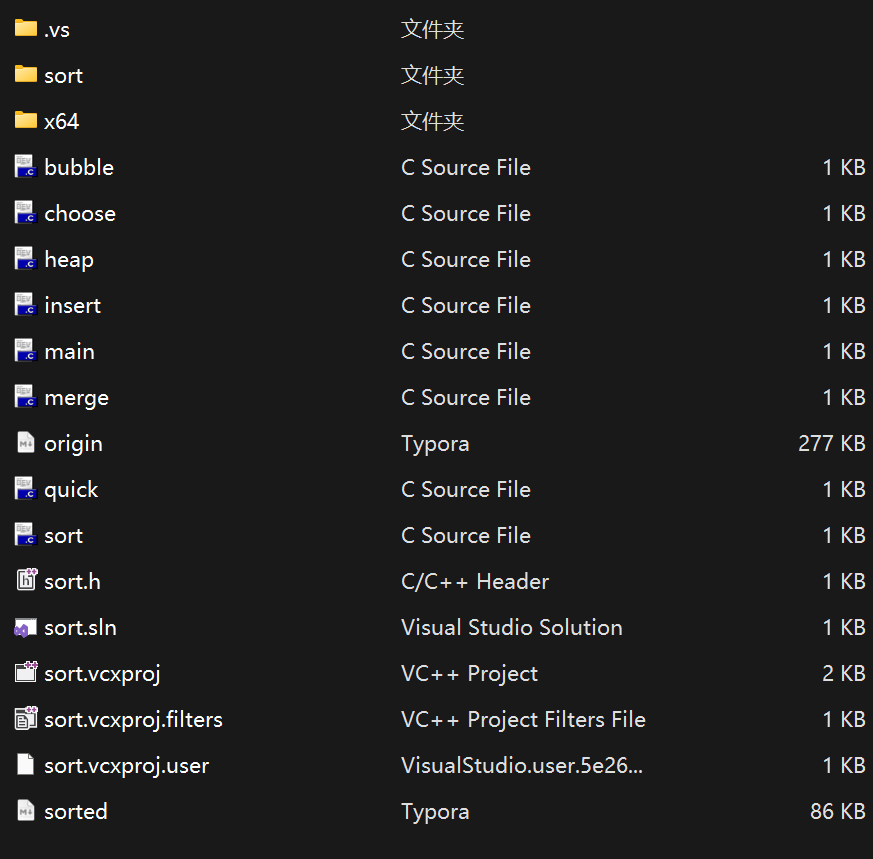 .vs 文件夹
sort 文件夹
x64 文件夹
bubble C Source File 1 KB
choose C Source File 1 KB
heap C Source File 1 KB
insert C Source File 1 KB
main C Source File 1 KB
merge C Source File 1 KB
origin Typora 277 KB
quick C Source File 1 KB
sort C Source File 1 KB
sort.h C/C++ Header 1 KB
sort.sln Visual Studio Solution 1 KB
sort.vcxproj VC++ Project 2 KB
sort.vcxproj.filters VC++ Project Filters File 1 KB
sort.vcxproj.user VisualStudio.user.5e26... 1 KB
sorted Typora 86 KB